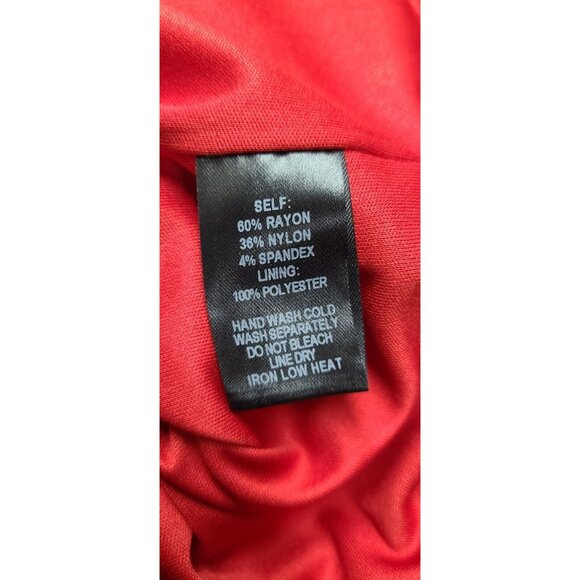 SELF:
60% RAYON
36% NYLON
4% SPANDEX
LINING:
100% POLYESTER
HAND WASH COLD
WASH SEPARATELY
DO NOT BLEACH
LINE DRY
IRON LOW HEAT